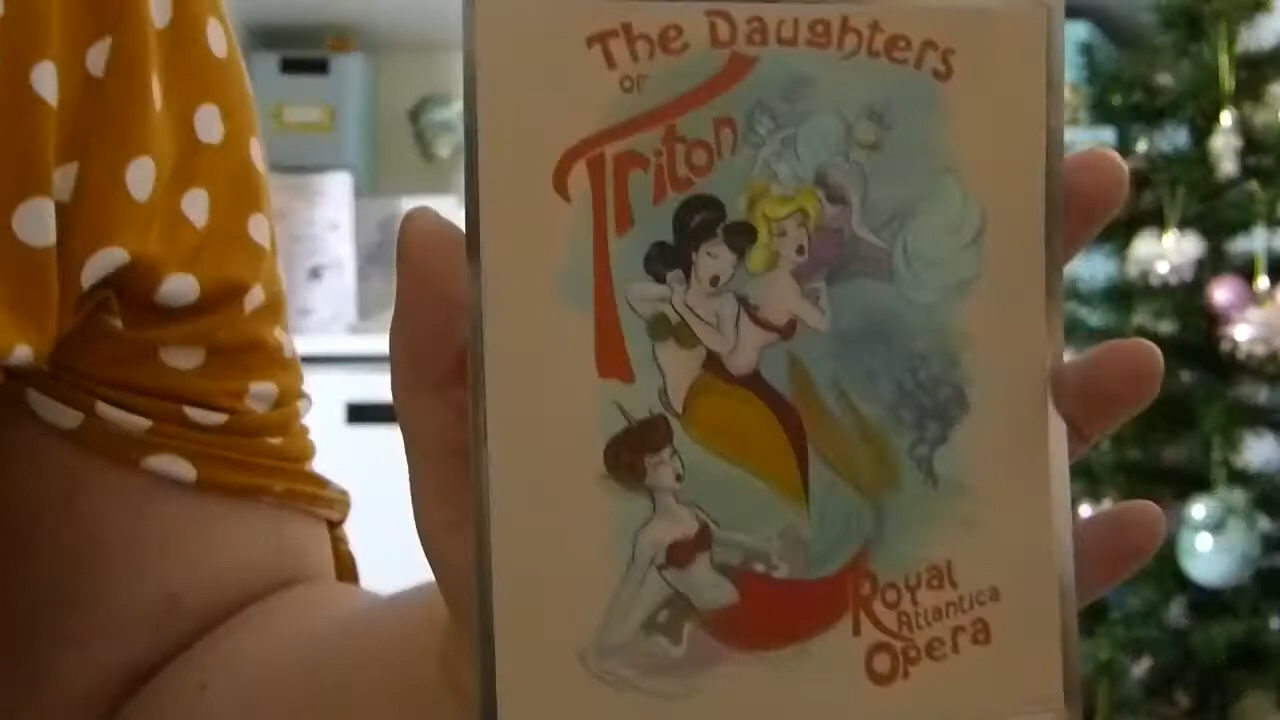 The Daughters
of
Triton
Royal
Atlantica
Opera